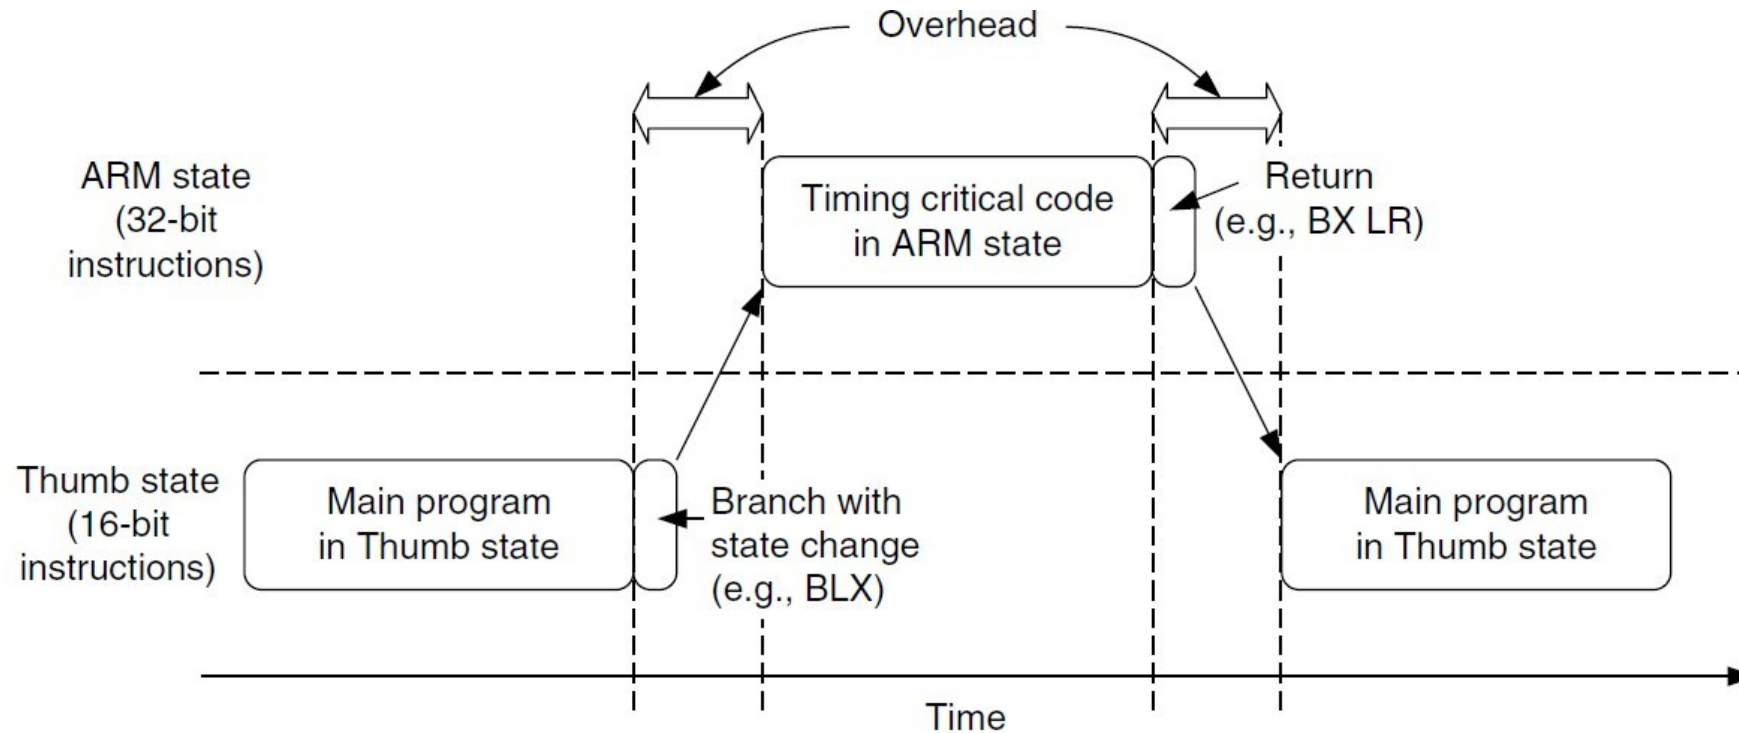 Overhead
ARM state
(32-bit
instructions)
Timing critical code
in ARM state
Return
(e.g., BX LR)
Thumb state
(16-bit
instructions)
Main program
in Thumb state
Branch with
state change
(e.g., BLX)
Main program
in Thumb state
Time